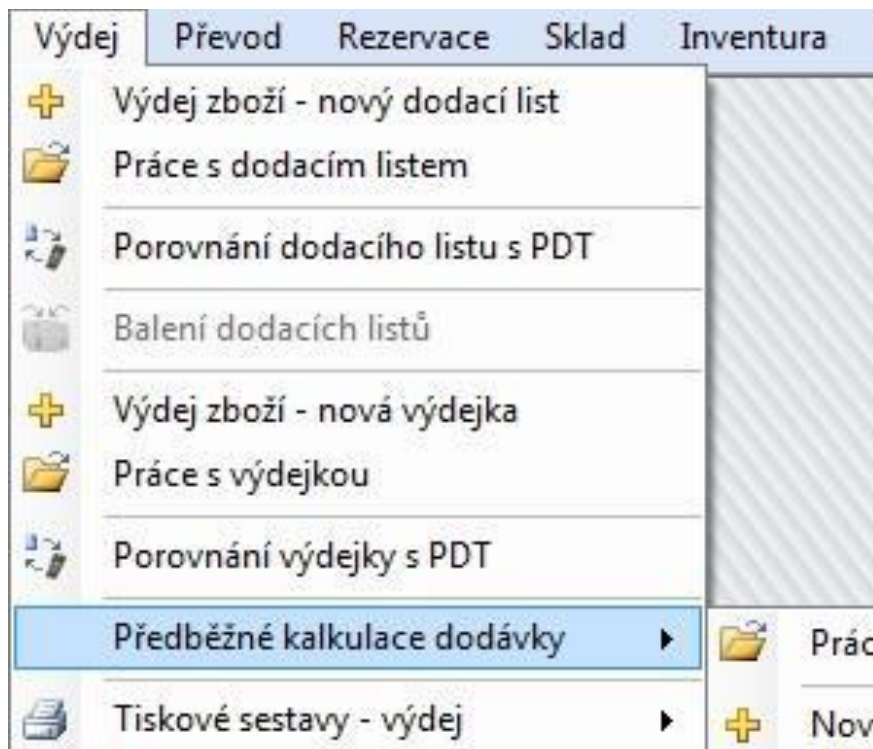 Výdej Převod Rezervace Sklad Inventura
Výdej zboží - nový dodací list
Práce s dodacím listem
Porovnání dodacího listu s PDT
Balení dodacích listů
Výdej zboží - nová výdejka
Práce s výdejkou
Porovnání výdejky s PDT
Předběžné kalkulace dodávky
Tiskové sestavy - výdej